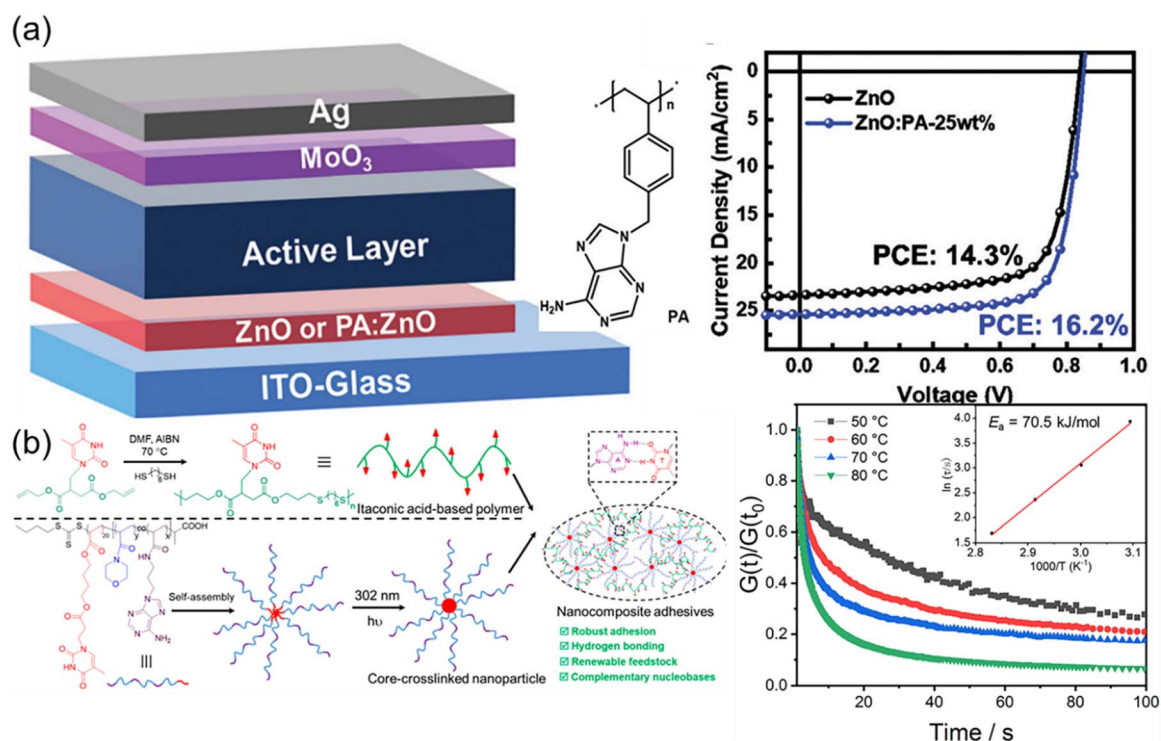 (a)
Ag
MoO₃
Active Layer
ZnO or PA:ZnO
ITO-Glass
n
N
N
N
N
H₂N
PA
Current Density (mA/cm²)
0
5
10
15
20
25
ZnO
ZnO:PA-25wt%
PCE: 14.3%
PCE: 16.2%
0.0
0.2
0.4
0.6
0.8
1.0
Voltage (V)
(b)
DMF, AIBN
70 °C
HS
6
SH
Itaconic acid-based polymer
COOH
20
Self-assembly
302 nm
hυ
Core-crosslinked nanoparticle
A
T
Nanocomposite adhesives
Robust adhesion
Hydrogen bonding
Renewable feedstock
Complementary nucleobases
G(t)/G(t₀)
1.0
0.8
0.6
0.4
0.2
0.0
50 °C
60 °C
70 °C
80 °C
Eₐ = 70.5 kJ/mol
ln (τ/s)
4.0
3.5
3.0
2.5
2.0
1.5
2.9
3.0
3.1
1000/T (K⁻¹)
0
20
40
60
80
100
Time / s